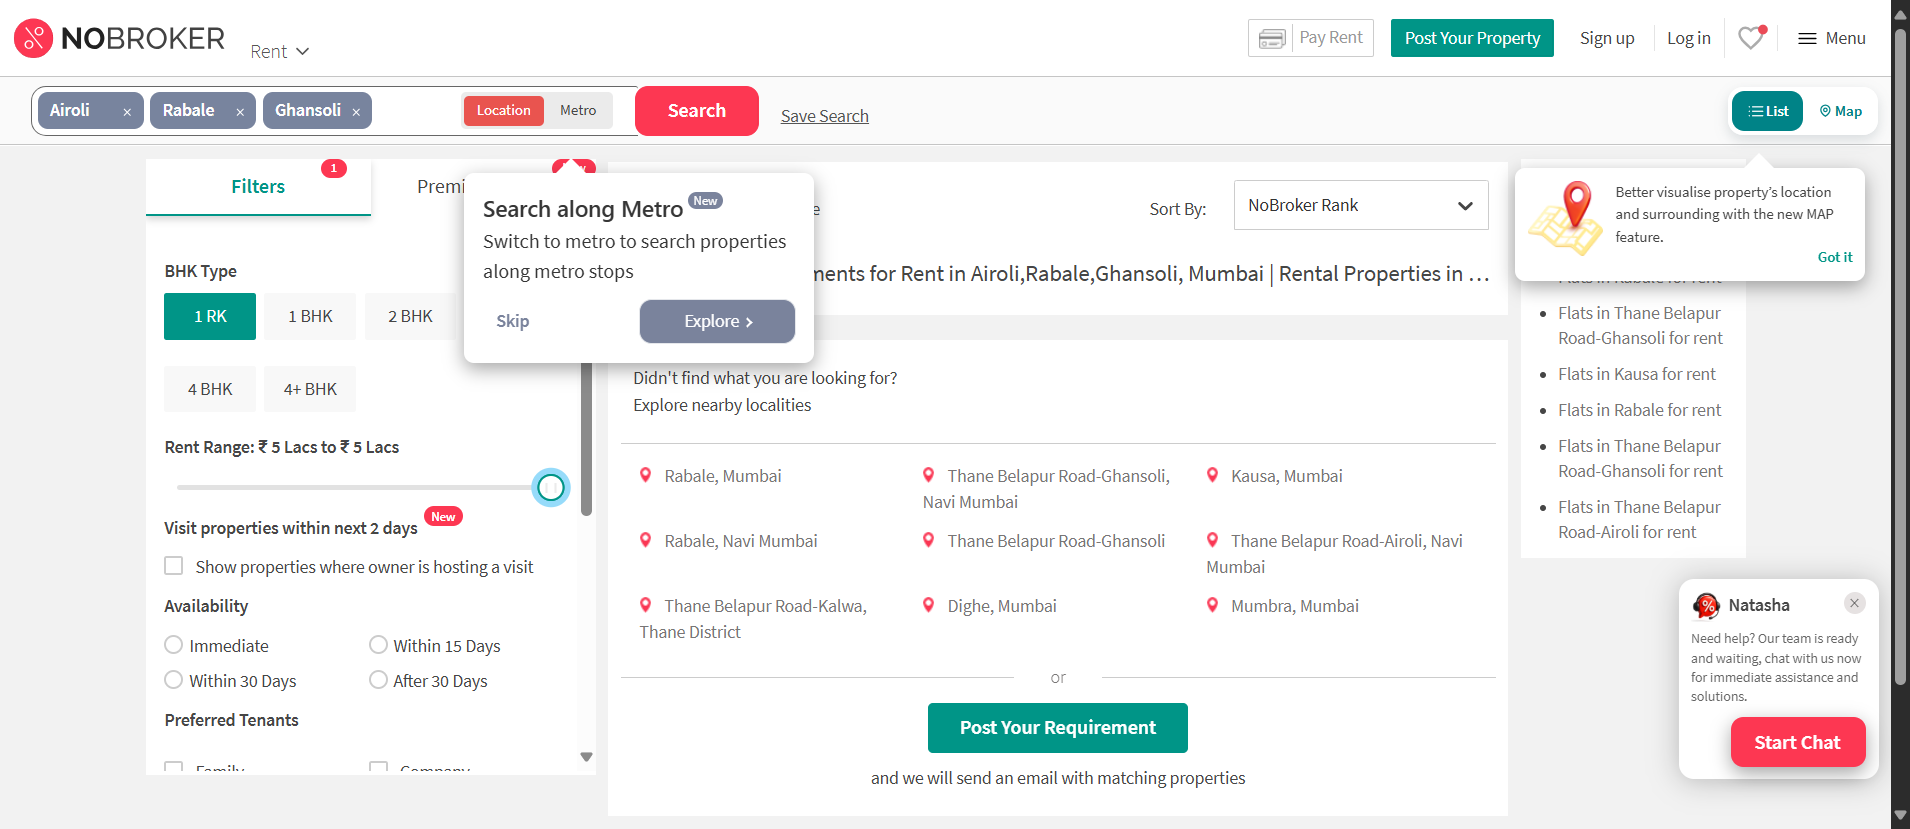 NOBROKER
Rent
Pay Rent
Post Your Property
Sign up
Log in
Menu
Airoli ×
Rabale ×
Ghansoli ×
Location
Metro
Search
Save Search
List
Map
Filters
1
Search along Metro New
Switch to metro to search properties
along metro stops
Skip
Explore ›
Sort By:
NoBroker Rank
for Rent in Airoli,Rabale,Ghansoli, Mumbai | Rental Properties in ...
Better visualise property's location
and surrounding with the new MAP
feature.
Got it
BHK Type
1 RK
1 BHK
2 BHK
4 BHK
4+ BHK
Rent Range: ₹ 5 Lacs to ₹ 5 Lacs
Visit properties within next 2 days New
Show properties where owner is hosting a visit
Availability
Immediate
Within 15 Days
Within 30 Days
After 30 Days
Preferred Tenants
Family
Company
Didn't find what you are looking for?
Explore nearby localities
Rabale, Mumbai
Thane Belapur Road-Ghansoli,
Navi Mumbai
Kausa, Mumbai
Rabale, Navi Mumbai
Thane Belapur Road-Ghansoli
Thane Belapur Road-Airoli, Navi
Mumbai
Thane Belapur Road-Kalwa,
Thane District
Dighe, Mumbai
Mumbra, Mumbai
or
Post Your Requirement
and we will send an email with matching properties
Flats in Rabale for rent
Flats in Thane Belapur
Road-Ghansoli for rent
Flats in Kausa for rent
Flats in Rabale for rent
Flats in Thane Belapur
Road-Ghansoli for rent
Flats in Thane Belapur
Road-Airoli for rent
Natasha
Need help? Our team is ready
and waiting, chat with us now
for immediate assistance and
solutions.
Start Chat